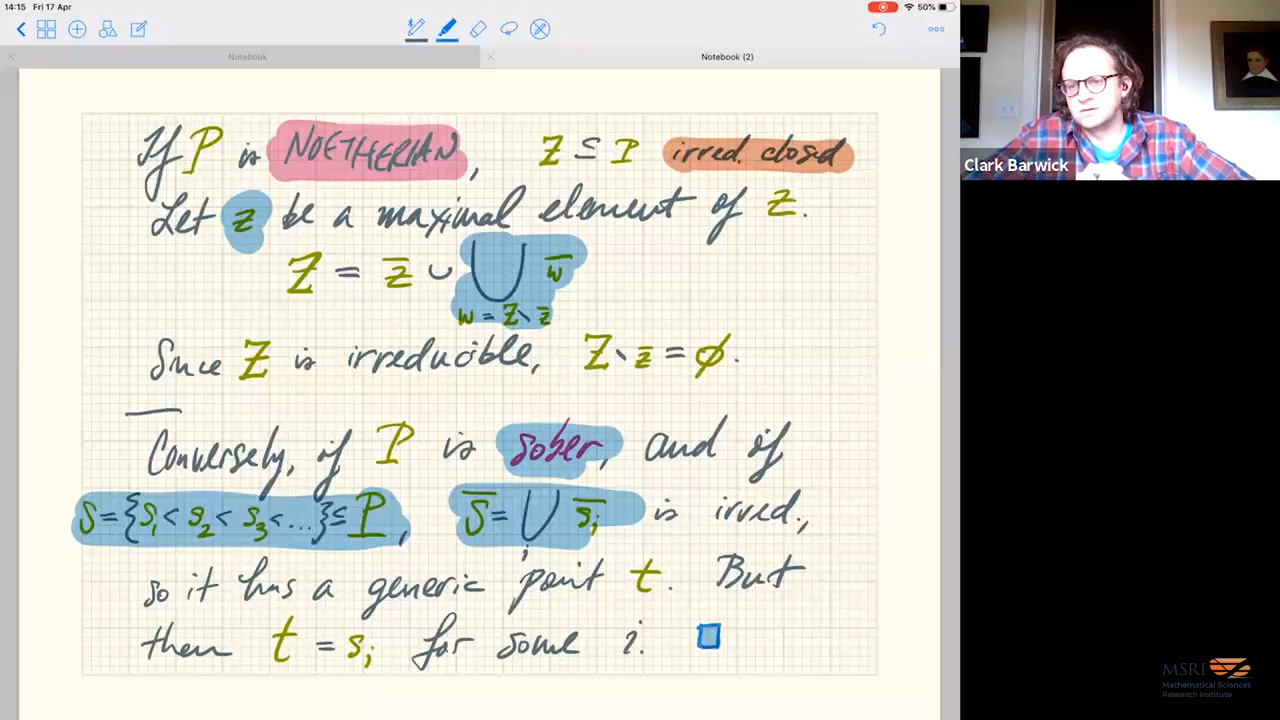 14:15 Fri 17 Apr
50%
Notebook
Notebook (2)
If P is NOETHERIAN, Z ⊆ P irred. closed
Let z be a maximal element of Z.
Z = z̅ ∪ ⋃ w̅
w = Z∖z̅
Since Z is irreducible, Z∖z̅ = ∅.
Conversely, if P is sober, and if
S = {s₁ < s₂ < s₃ < ...} ⊆ P, S̅ = ⋃ s̅ᵢ is irred.,
i
so it has a generic point t. But
then t = sᵢ for some i.
Clark Barwick
MSRI
Mathematical Sciences
Research Institute